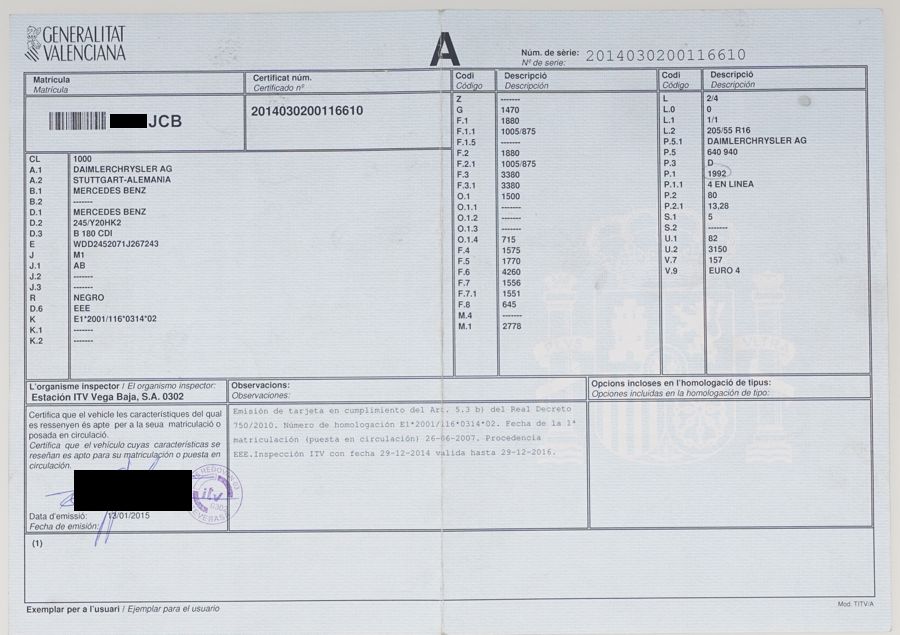 GENERALITAT
VALENCIANA
A
Núm. de sèrie: 2014030200116610
Nº de serie:
Matrícula
Matrícula
JCB
Certificat núm.
Certificado nº
2014030200116610
CL 1000
A.1 DAIMLERCHRYSLER AG
A.2 STUTTGART-ALEMANIA
B.1 MERCEDES BENZ
B.2 -------
D.1 MERCEDES BENZ
D.2 245/Y20HK2
D.3 B 180 CDI
E WDD2452071J267243
J M1
J.1 AB
J.2 -------
J.3 -------
R NEGRO
D.6 EEE
K E1*2001/116*0314*02
K.1 -------
K.2 -------
Codi Descripció
Código Descripción
Z -------
G 1470
F.1 1880
F.1.1 1005/875
F.1.5 -------
F.2 1880
F.2.1 1005/875
F.3 3380
F.3.1 3380
O.1 1500
O.1.1 -------
O.1.2 -------
O.1.3 -------
O.1.4 715
F.4 1575
F.5 1770
F.6 4260
F.7 1556
F.7.1 1551
F.8 645
M.4 -------
M.1 2778
Codi Descripció
Código Descripción
L 2/4
L.0 0
L.1 1/1
L.2 205/55 R16
P.5.1 DAIMLERCHRYSLER AG
P.5 640 940
P.3 D
P.1 1992
P.1.1 4 EN LINEA
P.2 80
P.2.1 13,28
S.1 5
S.2 -------
U.1 82
U.2 3150
V.7 157
V.9 EURO 4
PLVS VLTRA
L'organisme inspector / El organismo inspector:
Estación ITV Vega Baja, S.A. 0302
Certifica que el vehicle les característiques del qual
es ressenyen és apte per a la seua matriculació o
posada en circulació.
Certifica que el vehículo cuyas características se
reseñan es apto para su matriculación o puesta en
circulación.
itv
0302
Data d'emissió: 13/01/2015
Fecha de emisión:
Observacions:
Observaciones:
Emisión de tarjeta en cumplimiento del Art. 5.3 b) del Real Decreto
750/2010. Número de homologación E1*2001/116*0314*02. Fecha de la 1ª
matriculación (puesta en circulación) 26-06-2007. Procedencia
EEE.Inspección ITV con fecha 29-12-2014 valida hasta 29-12-2016.
Opcions incloses en l'homologació de tipus:
Opciones incluidas en la homologación de tipo:
(1)
Exemplar per a l'usuari / Ejemplar para el usuario
Mod. TITV/A